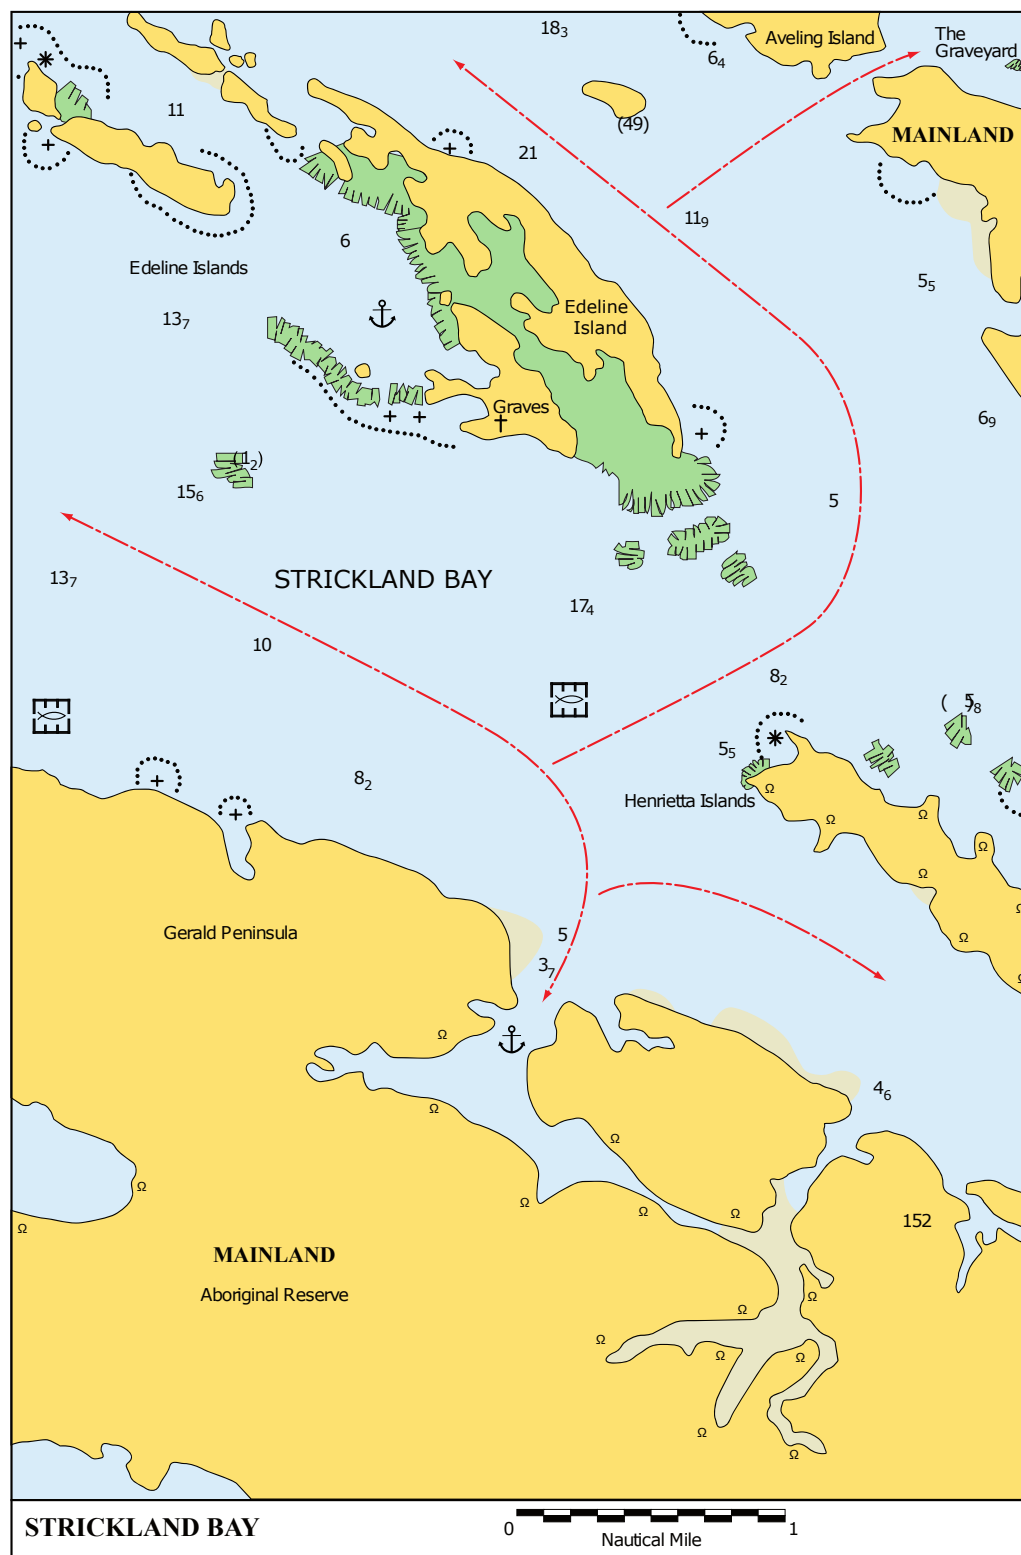 18₃
Aveling Island
The
Graveyard
6₄
11
(49)
MAINLAND
21
11₉
6
Edeline Islands
5₅
13₇
Edeline
Island
Graves
6₉
(1₂)
15₆
5
13₇
STRICKLAND BAY
17₄
10
8₂
( 5₈)
5₅
8₂
Henrietta Islands
Gerald Peninsula
5
3₇
4₆
152
MAINLAND
Aboriginal Reserve
STRICKLAND BAY
0
1
Nautical Mile